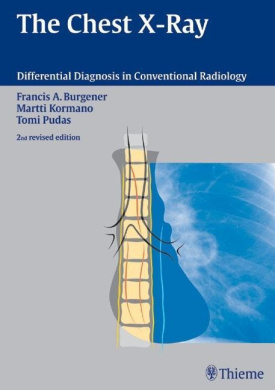 The Chest X-Ray
Differential Diagnosis in Conventional Radiology
Francis A. Burgener
Martti Kormano
Tomi Pudas
2nd revised edition
Thieme